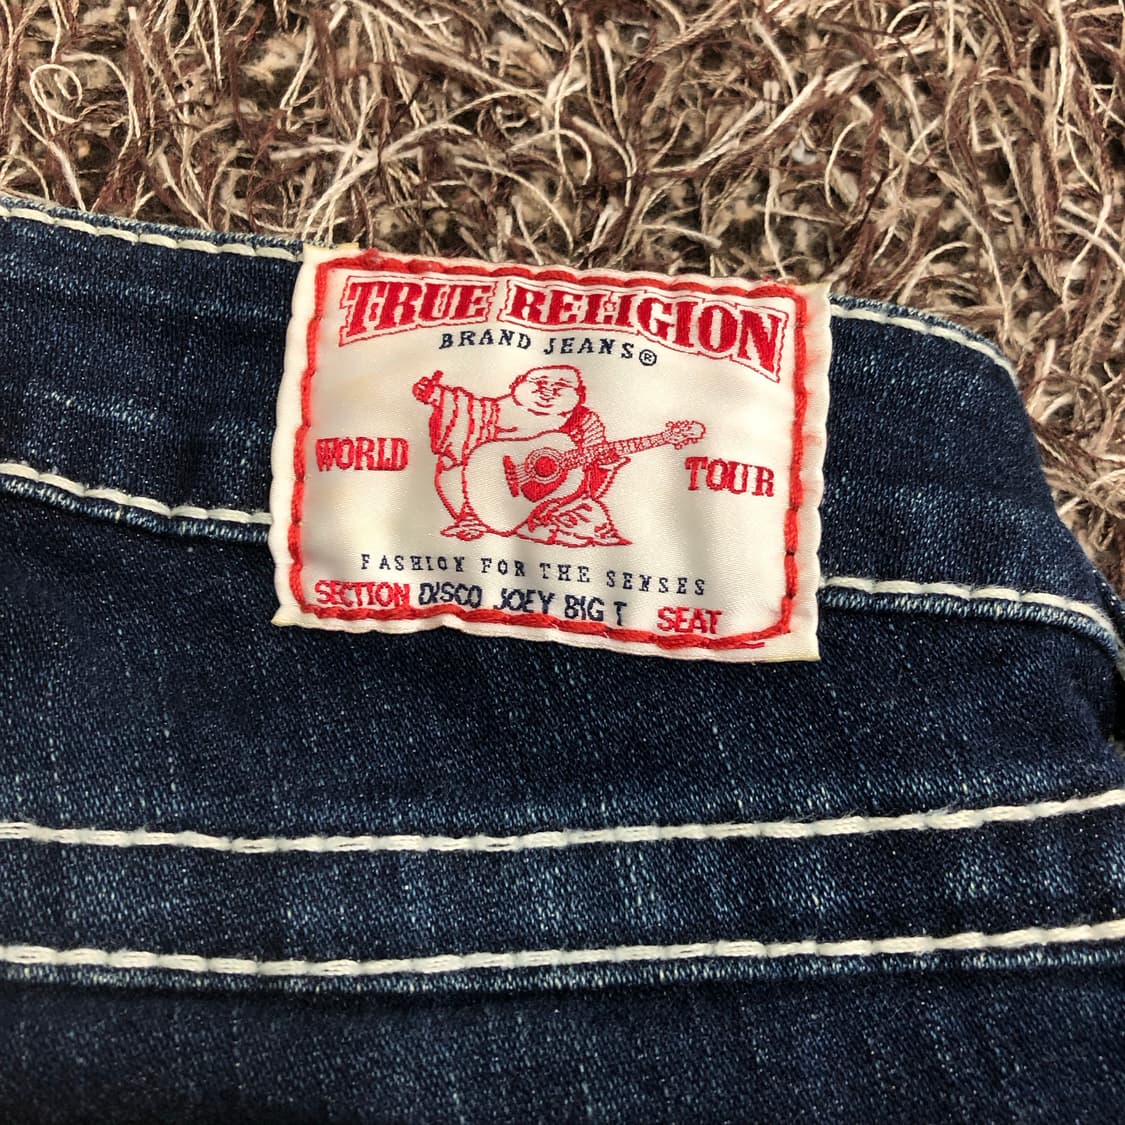 TRUE RELIGION
BRAND JEANS®
WORLD TOUR
FASHION FOR THE SENSES
SECTION DISCO JOEY BIG T SEAT